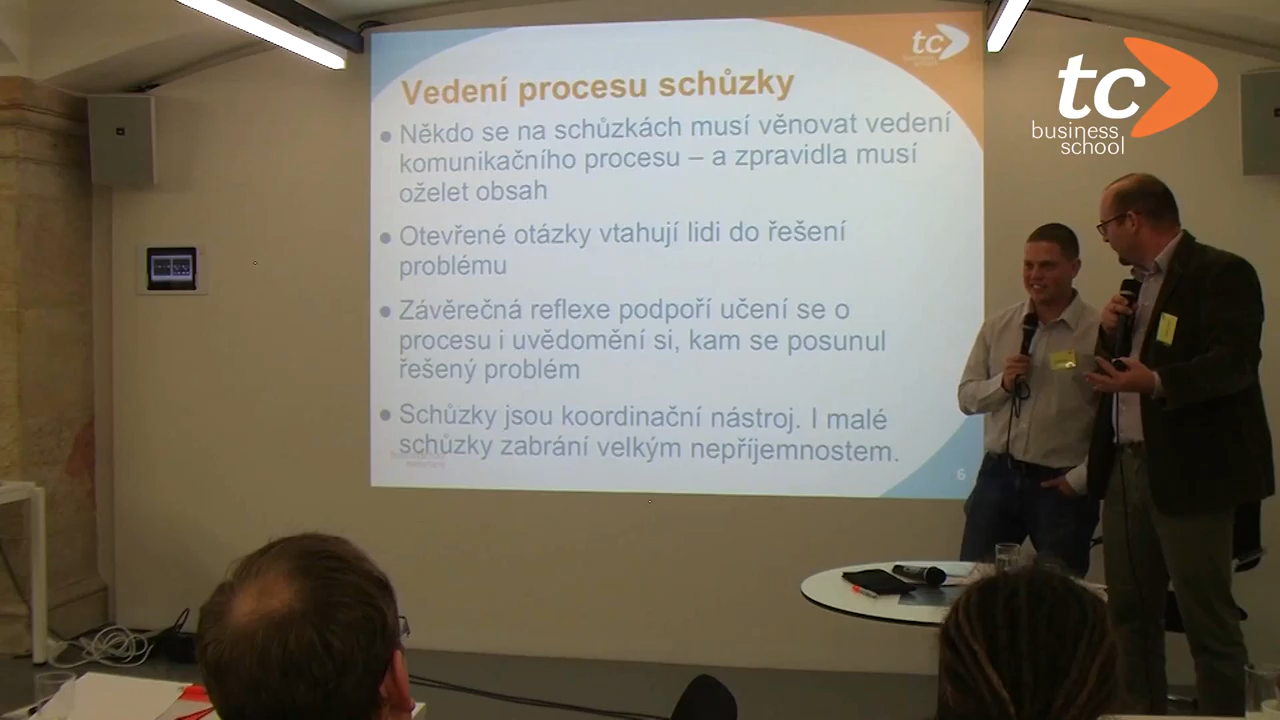 tc
business
school
Vedení procesu schůzky
● Někdo se na schůzkách musí věnovat vedení
komunikačního procesu – a zpravidla musí
oželet obsah
● Otevřené otázky vtahují lidi do řešení
problému
● Závěrečná reflexe podpoří učení se o
procesu i uvědomění si, kam se posunul
řešený problém
● Schůzky jsou koordinační nástroj. I malé
schůzky zabrání velkým nepříjemnostem.
6
tc
business
school